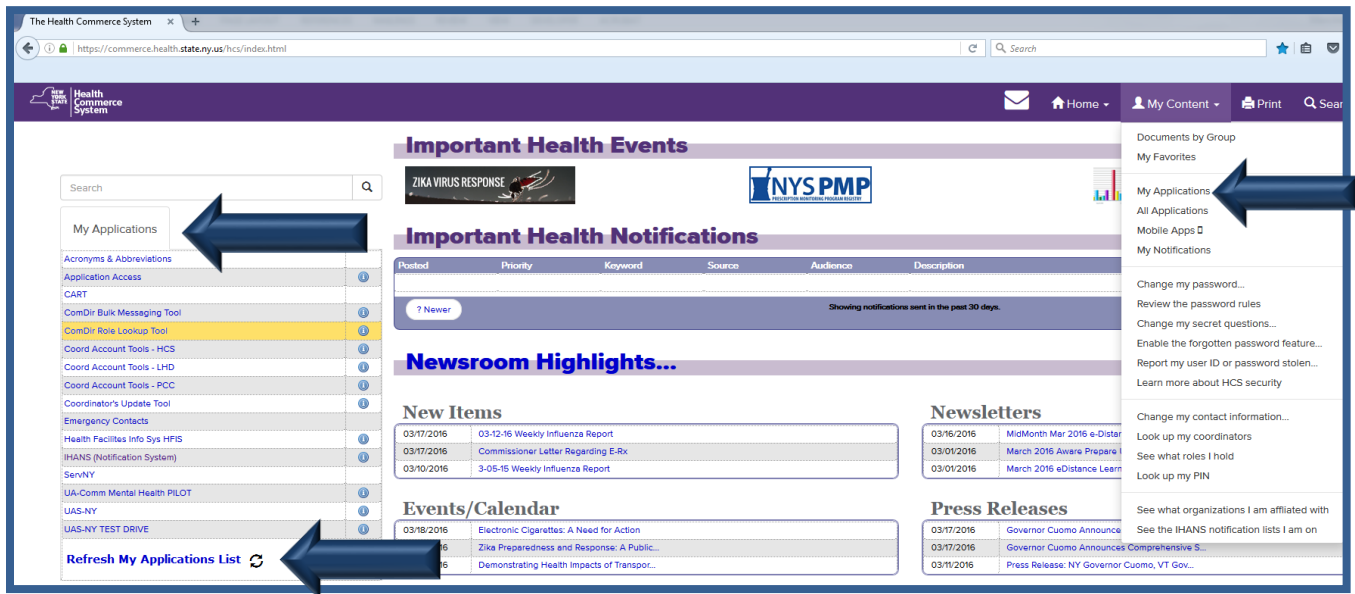 The Health Commerce System × +
https://commerce.health.state.ny.us/hcs/index.html
Search
NEW YORK STATE Health Commerce System
Home
My Content
Print
Sear
Search
My Applications
Acronyms & Abbreviations
Application Access
CART
ComDir Bulk Messaging Tool
ComDir Role Lookup Tool
Coord Account Tools - HCS
Coord Account Tools - LHD
Coord Account Tools - PCC
Coordinator's Update Tool
Emergency Contacts
Health Facilites Info Sys HFIS
IHANS (Notification System)
ServNY
UA-Comm Mental Health PILOT
UAS-NY
UAS-NY TEST DRIVE
Refresh My Applications List
Important Health Events
ZIKA VIRUS RESPONSE
NYS PMP
PRESCRIPTION MONITORING PROGRAM REGISTRY
Important Health Notifications
Posted Priority Keyword Source Audience Description
? Newer
Showing notifications sent in the past 30 days.
Newsroom Highlights...
New Items
03/17/2016 03-12-16 Weekly Influenza Report
03/17/2016 Commissioner Letter Regarding E-Rx
03/10/2016 3-05-15 Weekly Influenza Report
Newsletters
03/16/2016 MidMonth Mar 2016 e-Distar
03/01/2016 March 2016 Aware Prepare
03/01/2016 March 2016 eDistance Learn
Events/Calendar
03/18/2016 Electronic Cigarettes: A Need for Action
16 Zika Preparedness and Response: A Public...
16 Demonstrating Health Impacts of Transpor...
Press Releases
03/17/2016 Governor Cuomo Announce
03/17/2016 Governor Cuomo Announces Comprehensive S...
03/11/2016 Press Release: NY Governor Cuomo, VT Gov...
Documents by Group
My Favorites
My Applications
All Applications
Mobile Apps
My Notifications
Change my password...
Review the password rules
Change my secret questions...
Enable the forgotten password feature...
Report my user ID or password stolen...
Learn more about HCS security
Change my contact information...
Look up my coordinators
See what roles I hold
Look up my PIN
See what organizations I am affliated with
See the IHANS notification lists I am on